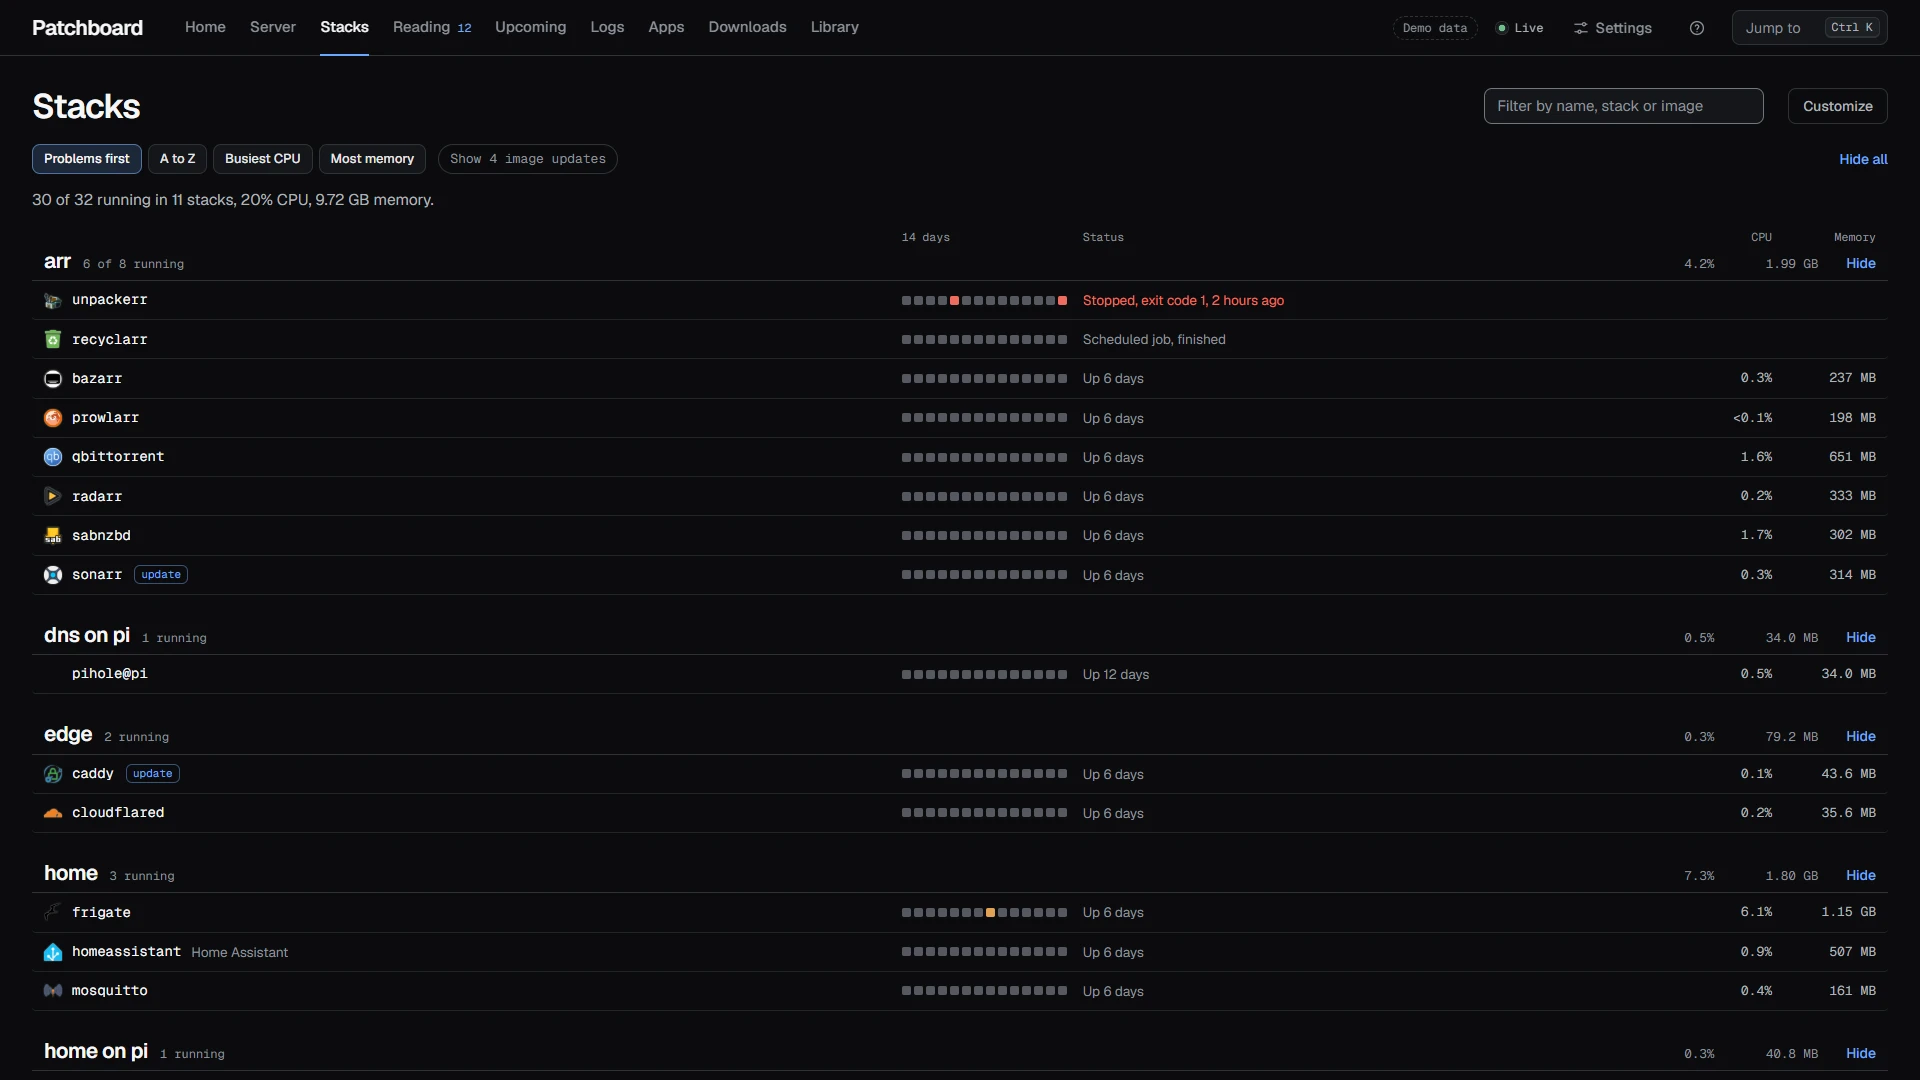 Patchboard Home Server Stacks Reading 12 Upcoming Logs Apps Downloads Library Demo data Live Settings Jump to Ctrl K
Stacks Filter by name, stack or image Customize
Problems first A to Z Busiest CPU Most memory Show 4 image updates Hide all
30 of 32 running in 11 stacks, 20% CPU, 9.72 GB memory.
14 days Status CPU Memory
arr 6 of 8 running 4.2% 1.99 GB Hide
unpackerr Stopped, exit code 1, 2 hours ago
recyclarr Scheduled job, finished
bazarr Up 6 days 0.3% 237 MB
prowlarr Up 6 days <0.1% 198 MB
qb qbittorrent Up 6 days 1.6% 651 MB
radarr Up 6 days 0.2% 333 MB
sab sabnzbd Up 6 days 1.7% 302 MB
sonarr update Up 6 days 0.3% 314 MB
dns on pi 1 running 0.5% 34.0 MB Hide
pihole@pi Up 12 days 0.5% 34.0 MB
edge 2 running 0.3% 79.2 MB Hide
caddy update Up 6 days 0.1% 43.6 MB
cloudflared Up 6 days 0.2% 35.6 MB
home 3 running 7.3% 1.80 GB Hide
frigate Up 6 days 6.1% 1.15 GB
homeassistant Home Assistant Up 6 days 0.9% 507 MB
mosquitto Up 6 days 0.4% 161 MB
home on pi 1 running 0.3% 40.8 MB Hide